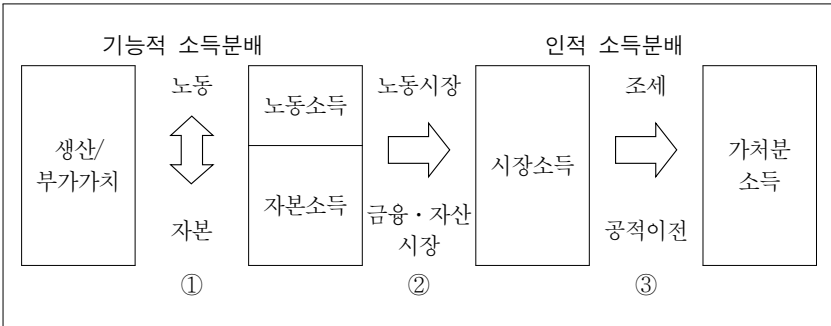 기능적 소득분배
인적 소득분배
생산/
부가가치
노동
자본
①
노동소득
자본소득
노동시장
금융・자산
시장
②
시장소득
조세
공적이전
③
가처분
소득